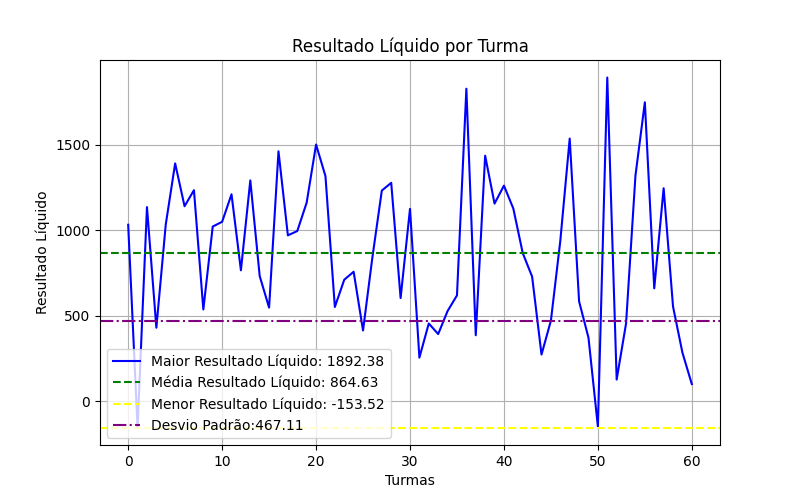 Resultado Líquido por Turma
Resultado Líquido
1500
1000
500
0
Maior Resultado Líquido: 1892.38
Média Resultado Líquido: 864.63
Menor Resultado Líquido: -153.52
Desvio Padrão:467.11
0 10 20 30 40 50 60
Turmas